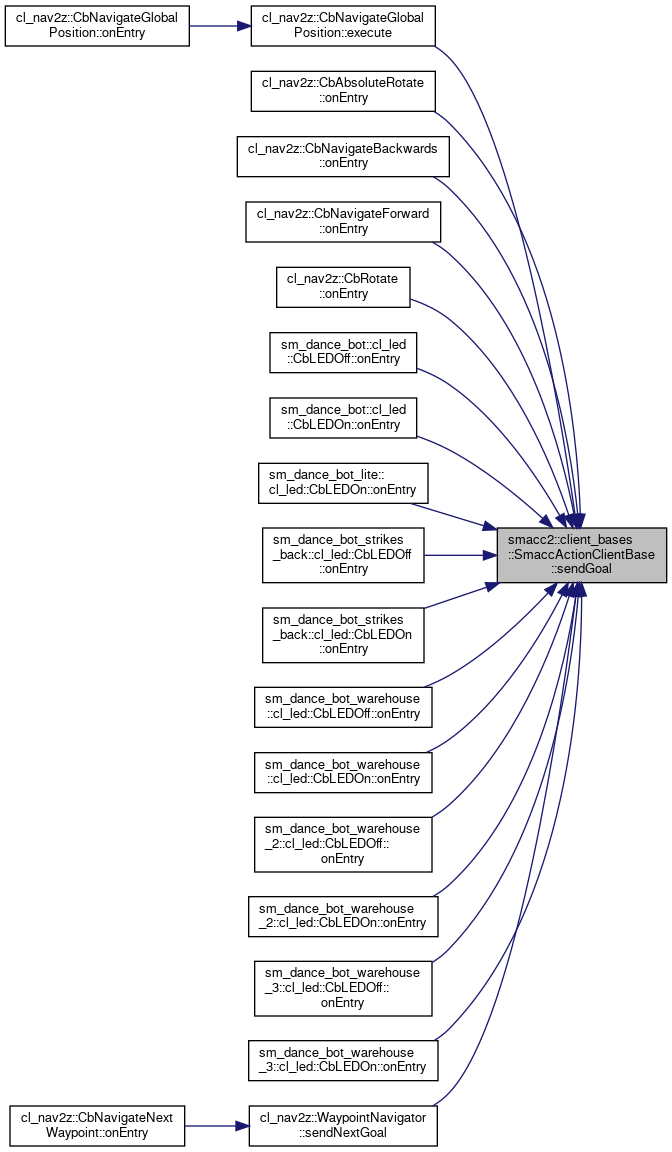 cl_nav2z::CbNavigateGlobal
Position::onEntry
cl_nav2z::CbNavigateGlobal
Position::execute
cl_nav2z::CbAbsoluteRotate
::onEntry
cl_nav2z::CbNavigateBackwards
::onEntry
cl_nav2z::CbNavigateForward
::onEntry
cl_nav2z::CbRotate
::onEntry
sm_dance_bot::cl_led
::CbLEDOff::onEntry
sm_dance_bot::cl_led
::CbLEDOn::onEntry
sm_dance_bot_lite::
cl_led::CbLEDOn::onEntry
sm_dance_bot_strikes
_back::cl_led::CbLEDOff
::onEntry
smacc2::client_bases
::SmaccActionClientBase
::sendGoal
sm_dance_bot_strikes
_back::cl_led::CbLEDOn
::onEntry
sm_dance_bot_warehouse
::cl_led::CbLEDOff::onEntry
sm_dance_bot_warehouse
::cl_led::CbLEDOn::onEntry
sm_dance_bot_warehouse
_2::cl_led::CbLEDOff::
onEntry
sm_dance_bot_warehouse
_2::cl_led::CbLEDOn::onEntry
sm_dance_bot_warehouse
_3::cl_led::CbLEDOff::
onEntry
sm_dance_bot_warehouse
_3::cl_led::CbLEDOn::onEntry
cl_nav2z::CbNavigateNext
Waypoint::onEntry
cl_nav2z::WaypointNavigator
::sendNextGoal